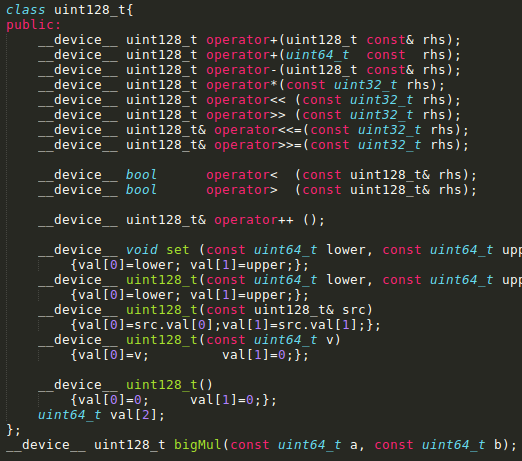 class uint128_t{
public:
    __device__ uint128_t operator+(uint128_t const& rhs);
    __device__ uint128_t operator+(uint64_t  const  rhs);
    __device__ uint128_t operator-(uint128_t const& rhs);
    __device__ uint128_t operator*(const uint32_t rhs);
    __device__ uint128_t operator<< (const uint32_t rhs);
    __device__ uint128_t operator>> (const uint32_t rhs);
    __device__ uint128_t& operator<<=(const uint32_t rhs);
    __device__ uint128_t& operator>>=(const uint32_t rhs);
    __device__ bool      operator<  (const uint128_t& rhs);
    __device__ bool      operator>  (const uint128_t& rhs);
    __device__ uint128_t& operator++ ();
    __device__ void set (const uint64_t lower, const uint64_t upp
        {val[0]=lower; val[1]=upper;};
    __device__ uint128_t(const uint64_t lower, const uint64_t upp
        {val[0]=lower; val[1]=upper;};
    __device__ uint128_t(const uint128_t& src)
        {val[0]=src.val[0];val[1]=src.val[1];};
    __device__ uint128_t(const uint64_t v)
        {val[0]=v;         val[1]=0;};
    __device__ uint128_t()
        {val[0]=0;     val[1]=0;};
    uint64_t val[2];
};
__device__ uint128_t bigMul(const uint64_t a, const uint64_t b);